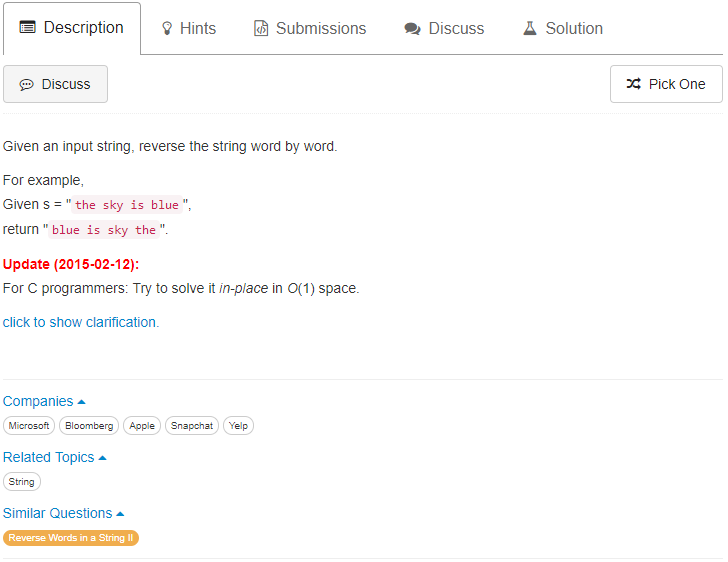 Description Hints Submissions Discuss Solution
Discuss Pick One
Given an input string, reverse the string word by word.
For example,
Given s = "the sky is blue",
return "blue is sky the".
Update (2015-02-12):
For C programmers: Try to solve it in-place in O(1) space.
click to show clarification.
Companies
Microsoft Bloomberg Apple Snapchat Yelp
Related Topics
String
Similar Questions
Reverse Words in a String II